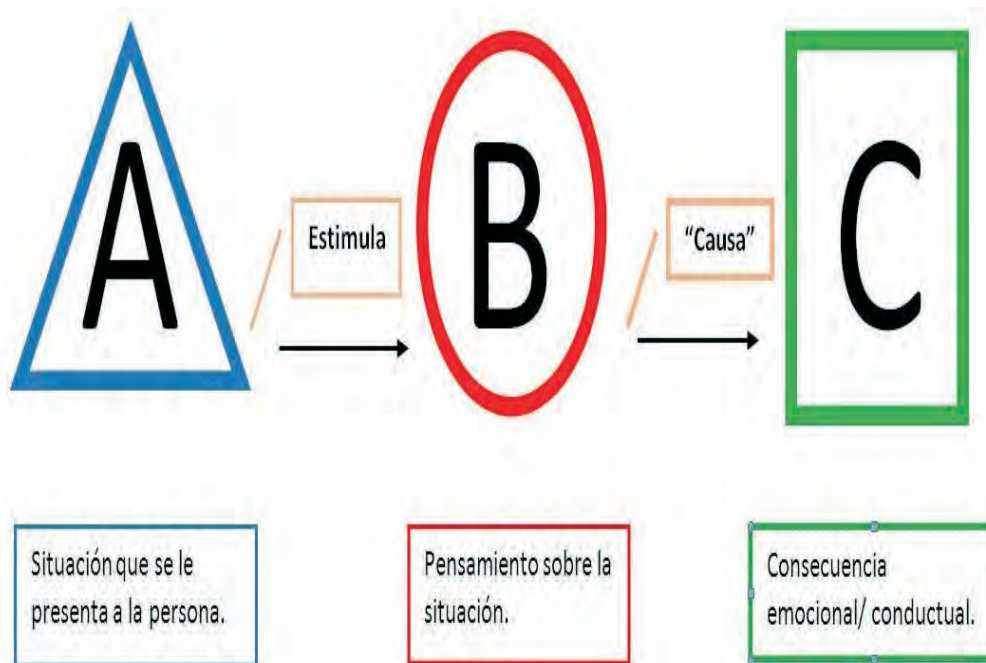 A
Estimula
B
"Causa"
C
Situación que se le
presenta a la persona.
Pensamiento sobre la
situación.
Consecuencia
emocional/ conductual.